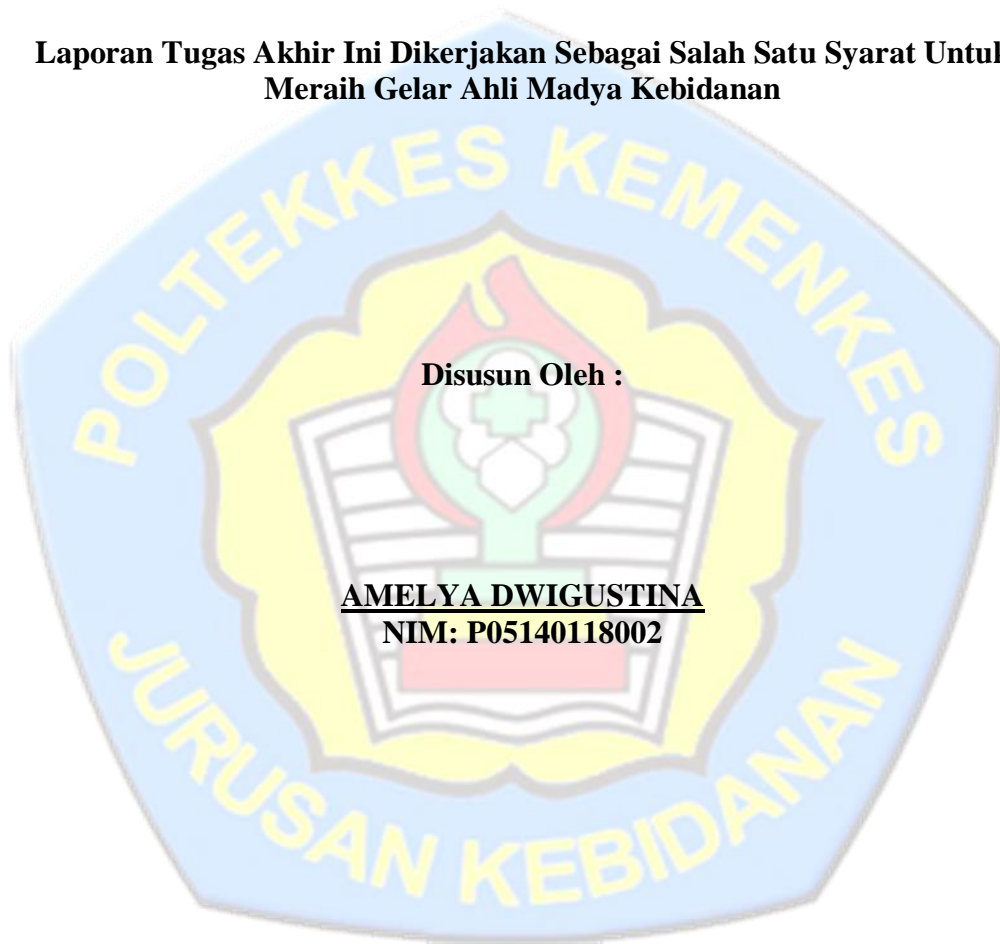 Laporan Tugas Akhir Ini Dikerjakan Sebagai Salah Satu Syarat Untuk
Meraih Gelar Ahli Madya Kebidanan
POLTEKKES KEMENKES
Disusun Oleh :
AMELYA DWIGUSTINA
NIM: P05140118002
JURUSAN KEBIDANAN